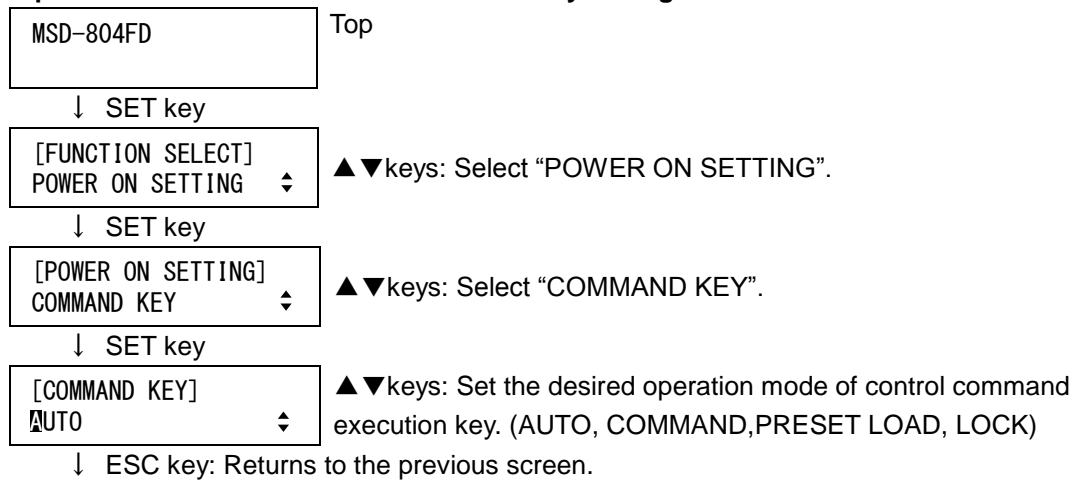 MSD-804FD
Top
↓ SET key
[FUNCTION SELECT]
POWER ON SETTING
▲▼keys: Select “POWER ON SETTING”.
↓ SET key
[POWER ON SETTING]
COMMAND KEY
▲▼keys: Select “COMMAND KEY”.
↓ SET key
[COMMAND KEY]
AUTO
▲▼keys: Set the desired operation mode of control command
execution key. (AUTO, COMMAND,PRESET LOAD, LOCK)
↓ ESC key: Returns to the previous screen.